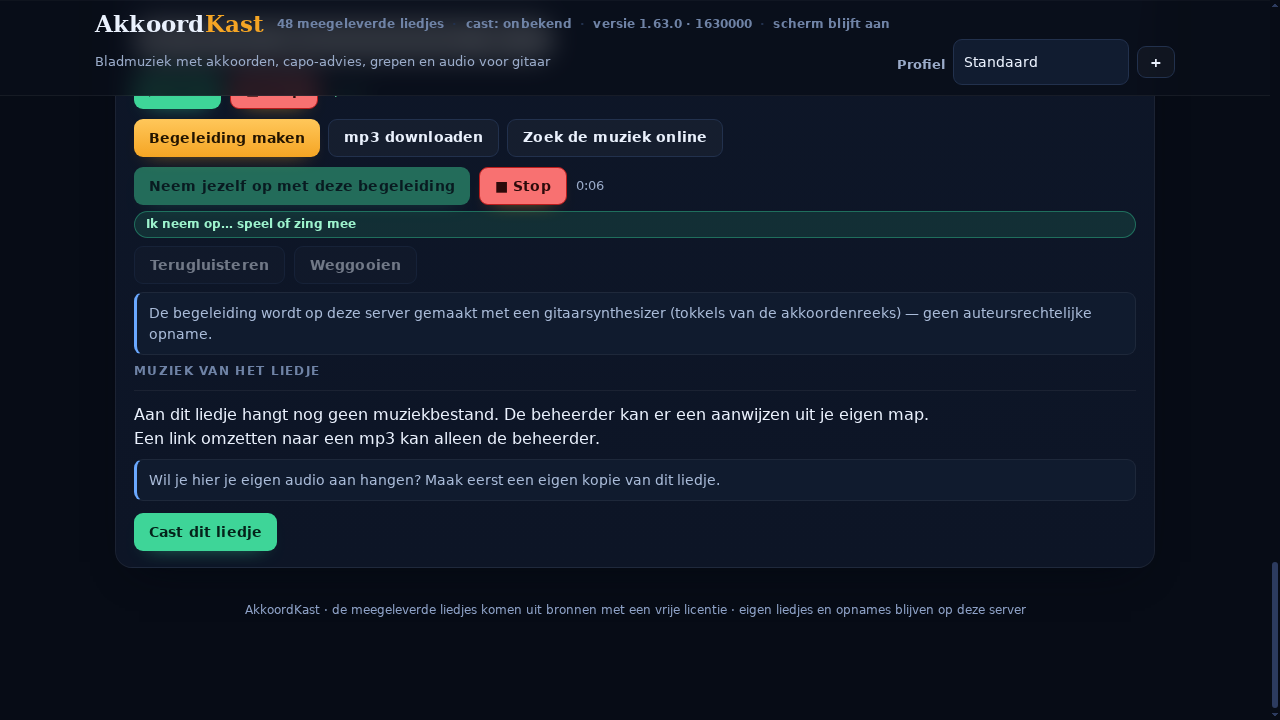 AkkoordKast 48 meegeleverde liedjes cast: onbekend · versie 1.63.0 · 1630000 · scherm blijft aan
Bladmuziek met akkoorden, capo-advies, grepen en audio voor gitaar
Profiel Standaard +
Begeleiding maken mp3 downloaden Zoek de muziek online
Neem jezelf op met deze begeleiding ■ Stop 0:06
Ik neem op... speel of zing mee
Terugluisteren Weggooien
De begeleiding wordt op deze server gemaakt met een gitaarsynthesizer (tokkels van de akkoordenreeks) — geen auteursrechtelijke
opname.
MUZIEK VAN HET LIEDJE
Aan dit liedje hangt nog geen muziekbestand. De beheerder kan er een aanwijzen uit je eigen map.
Een link omzetten naar een mp3 kan alleen de beheerder.
Wil je hier je eigen audio aan hangen? Maak eerst een eigen kopie van dit liedje.
Cast dit liedje
AkkoordKast · de meegeleverde liedjes komen uit bronnen met een vrije licentie · eigen liedjes en opnames blijven op deze server